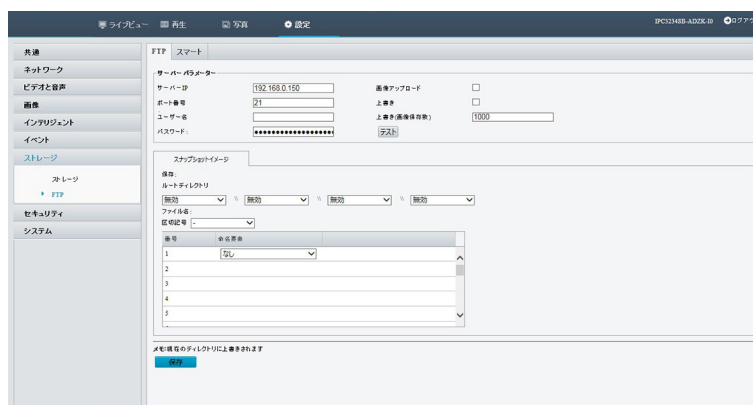 ライブビュー 再生 写真 設定 IPC3234SB-ADZK-I0 ログアウ
共通
ネットワーク
ビデオと音声
画像
インテリジェント
イベント
ストレージ
ストレージ
FTP
セキュリティ
システム
FTP スマート
サーバー パラメーター
サーバーIP 192.168.0.150 画像アップロード
ポート番号 21 上書き
ユーザー名 上書き(画像保存数) 1000
パスワード: テスト
スナップショットイメージ
保存:
ルートディレクトリ
無効 \\ 無効 \\ 無効 \\ 無効
ファイル名:
区切記号 -
番号 命名要素
1 なし
2
3
4
5
メモ:現在のディレクトリに上書きされます
保存